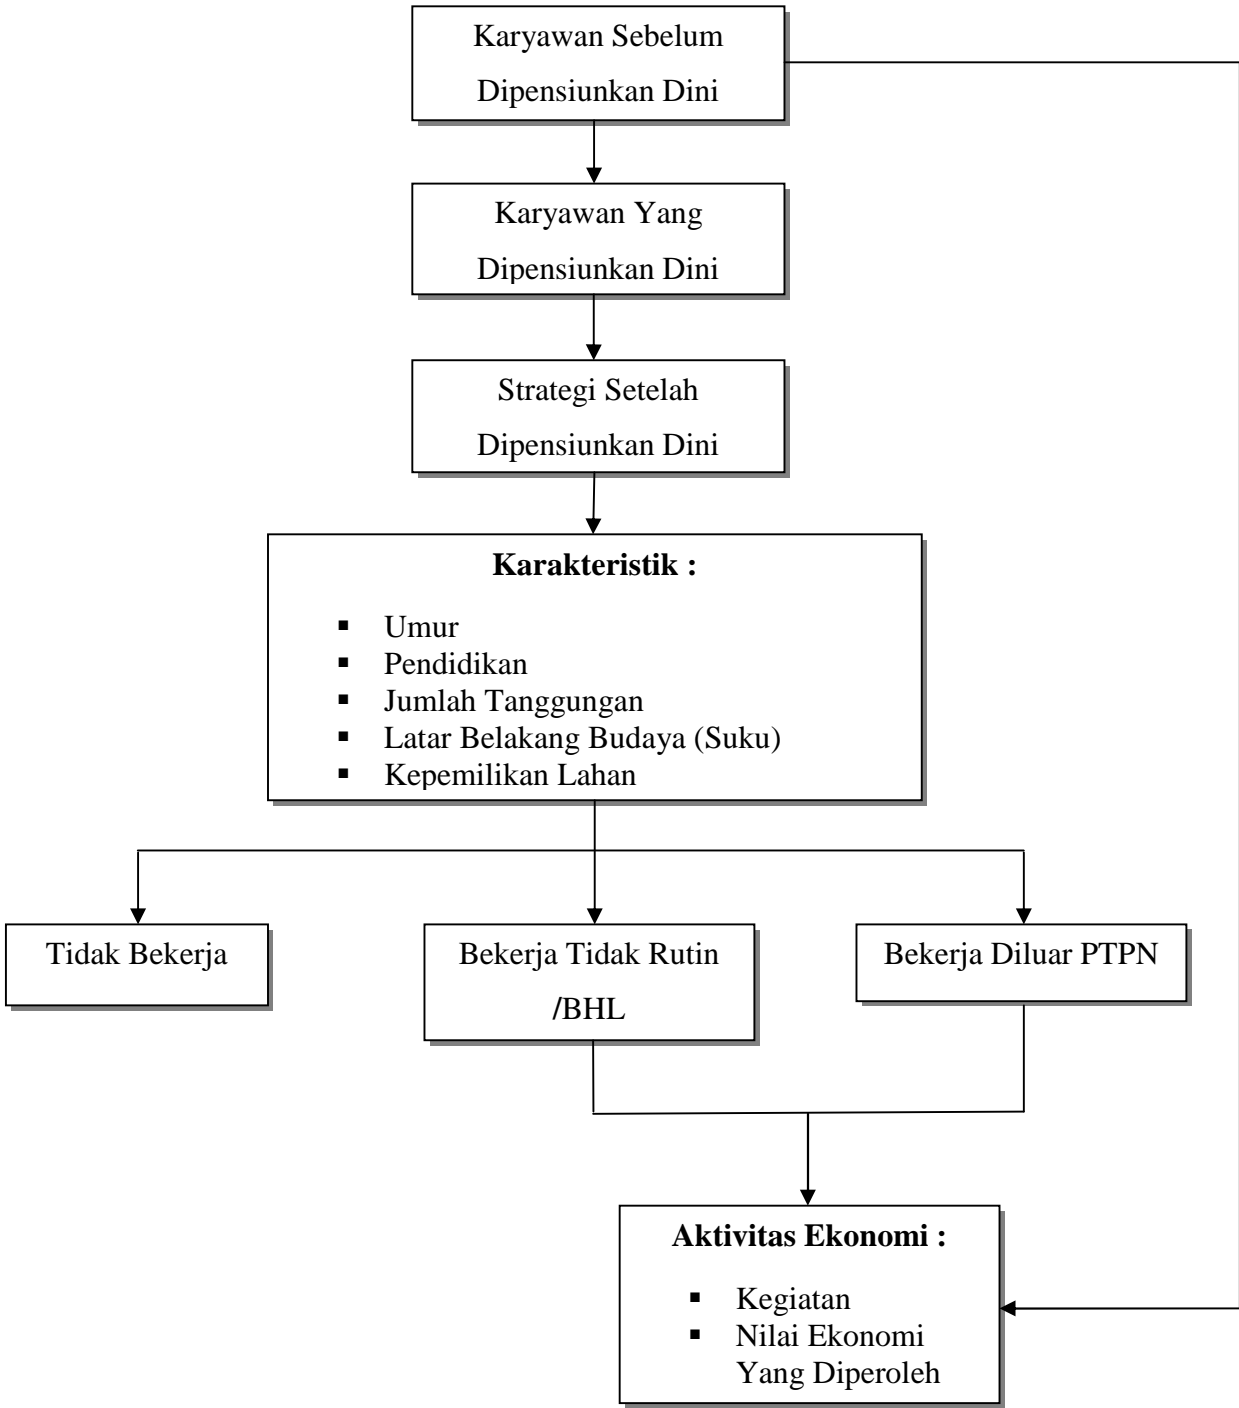 Karyawan Sebelum
Dipensiunkan Dini
Karyawan Yang
Dipensiunkan Dini
Strategi Setelah
Dipensiunkan Dini
Karakteristik :
▪ Umur
▪ Pendidikan
▪ Jumlah Tanggungan
▪ Latar Belakang Budaya (Suku)
▪ Kepemilikan Lahan
Tidak Bekerja
Bekerja Tidak Rutin
/BHL
Bekerja Diluar PTPN
Aktivitas Ekonomi :
▪ Kegiatan
▪ Nilai Ekonomi
Yang Diperoleh